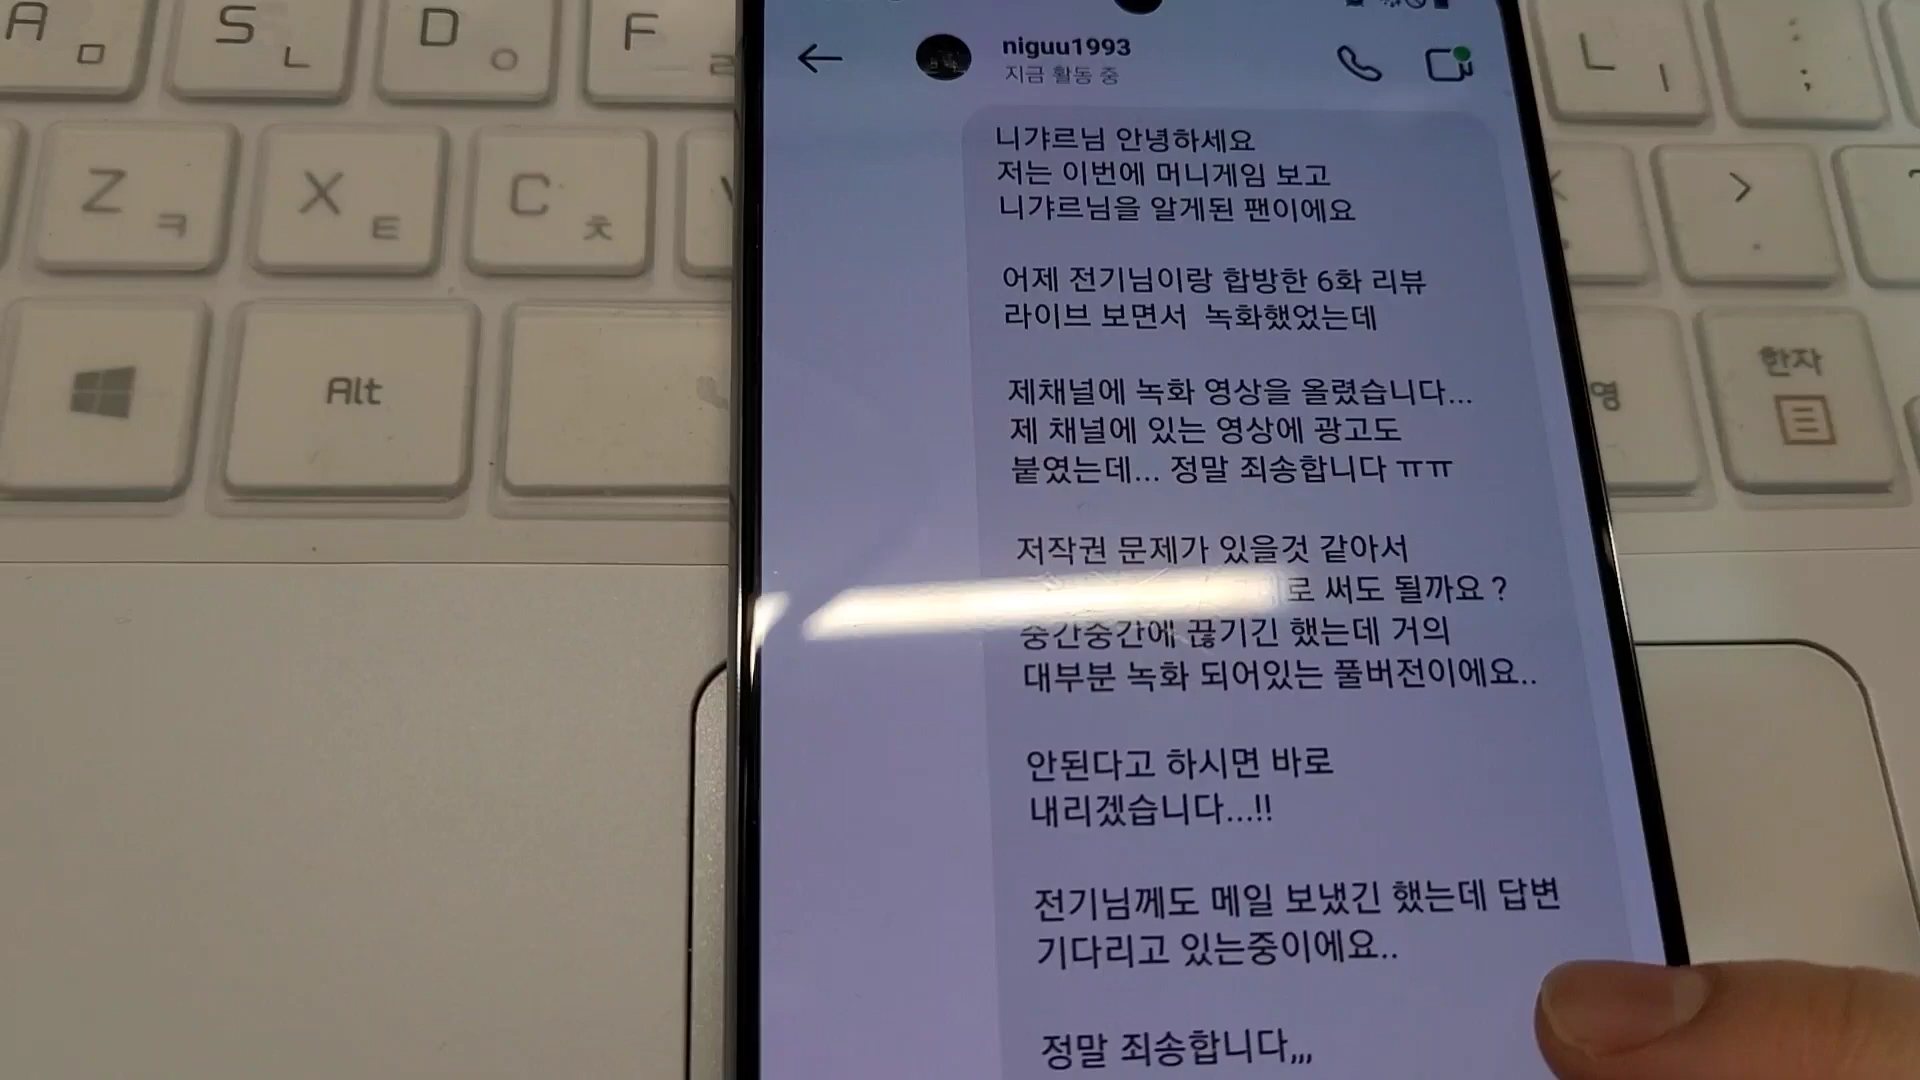 niguu1993
지금 활동 중
니갸르님 안녕하세요
저는 이번에 머니게임 보고
니갸르님을 알게된 팬이에요
어제 전기님이랑 합방한 6화 리뷰
라이브 보면서 녹화했었는데
제채널에 녹화 영상을 올렸습니다...
제 채널에 있는 영상에 광고도
붙였는데... 정말 죄송합니다 ㅠㅠ
저작권 문제가 있을것 같아서
써도 될까요 ?
중간중간에 끊기긴 했는데 거의
대부분 녹화 되어있는 풀버전이에요..
안된다고 하시면 바로
내리겠습니다...!!
전기님께도 메일 보냈긴 했는데 답변
기다리고 있는중이에요..
정말 죄송합니다,,,
A ㅁ
S ㄴ
D ㅇ
F ㄹ
L ㅣ
: ;
Z ㅋ
X ㅌ
C ㅊ
> .
Alt
영
한자